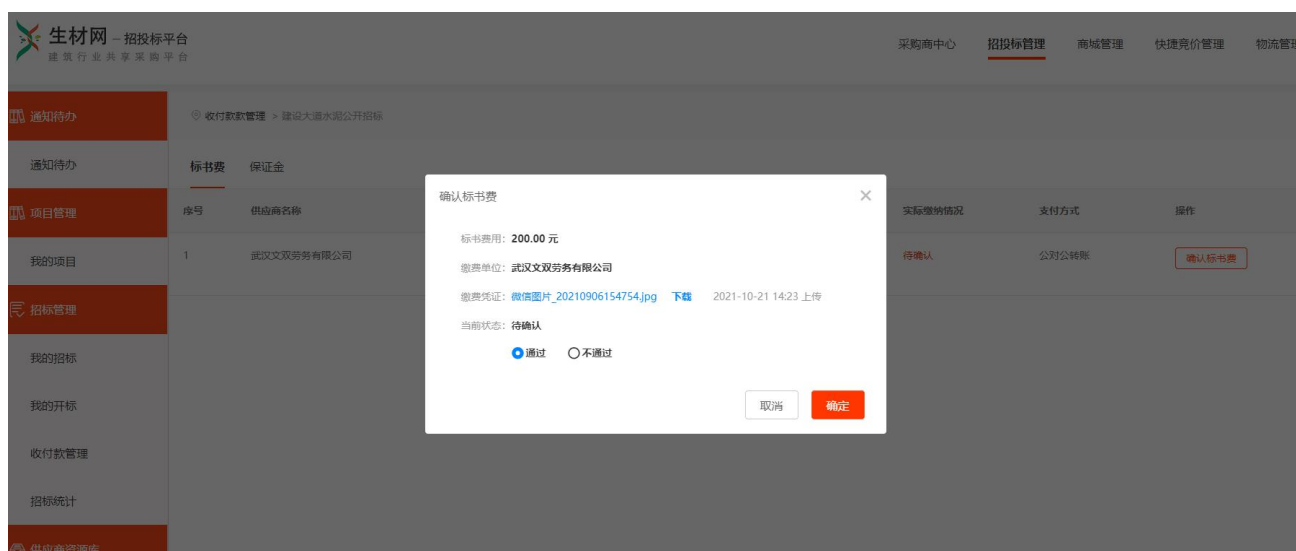 生材网 – 招投标平台
建筑行业共享采购平台
采购商中心 招投标管理 商城管理 快捷竞价管理 物流管理
通知待办
收付款款管理 > 建设大道水泥公开招标
通知待办
标书费 保证金
确认标书费
项目管理
序号 供应商名称 实际缴纳情况 支付方式 操作
标书费用: 200.00 元
我的项目
1 武汉文双劳务有限公司 待确认 公对公转账 确认标书费
缴费单位: 武汉文双劳务有限公司
缴费凭证: 微信图片_20210906154754.jpg 下载 2021-10-21 14:23 上传
招标管理
当前状态: 待确认
通过 不通过
我的招标
我的开标
取消 确定
收付款管理
招标统计
供应商资源库